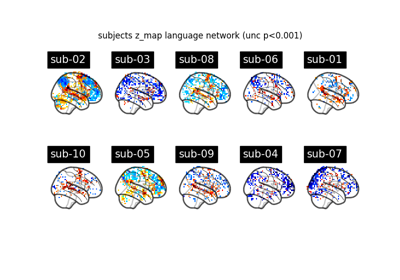 subjects z_map language network (unc p<0.001)
sub-02 sub-03 sub-08 sub-06 sub-01
sub-10 sub-05 sub-09 sub-04 sub-07